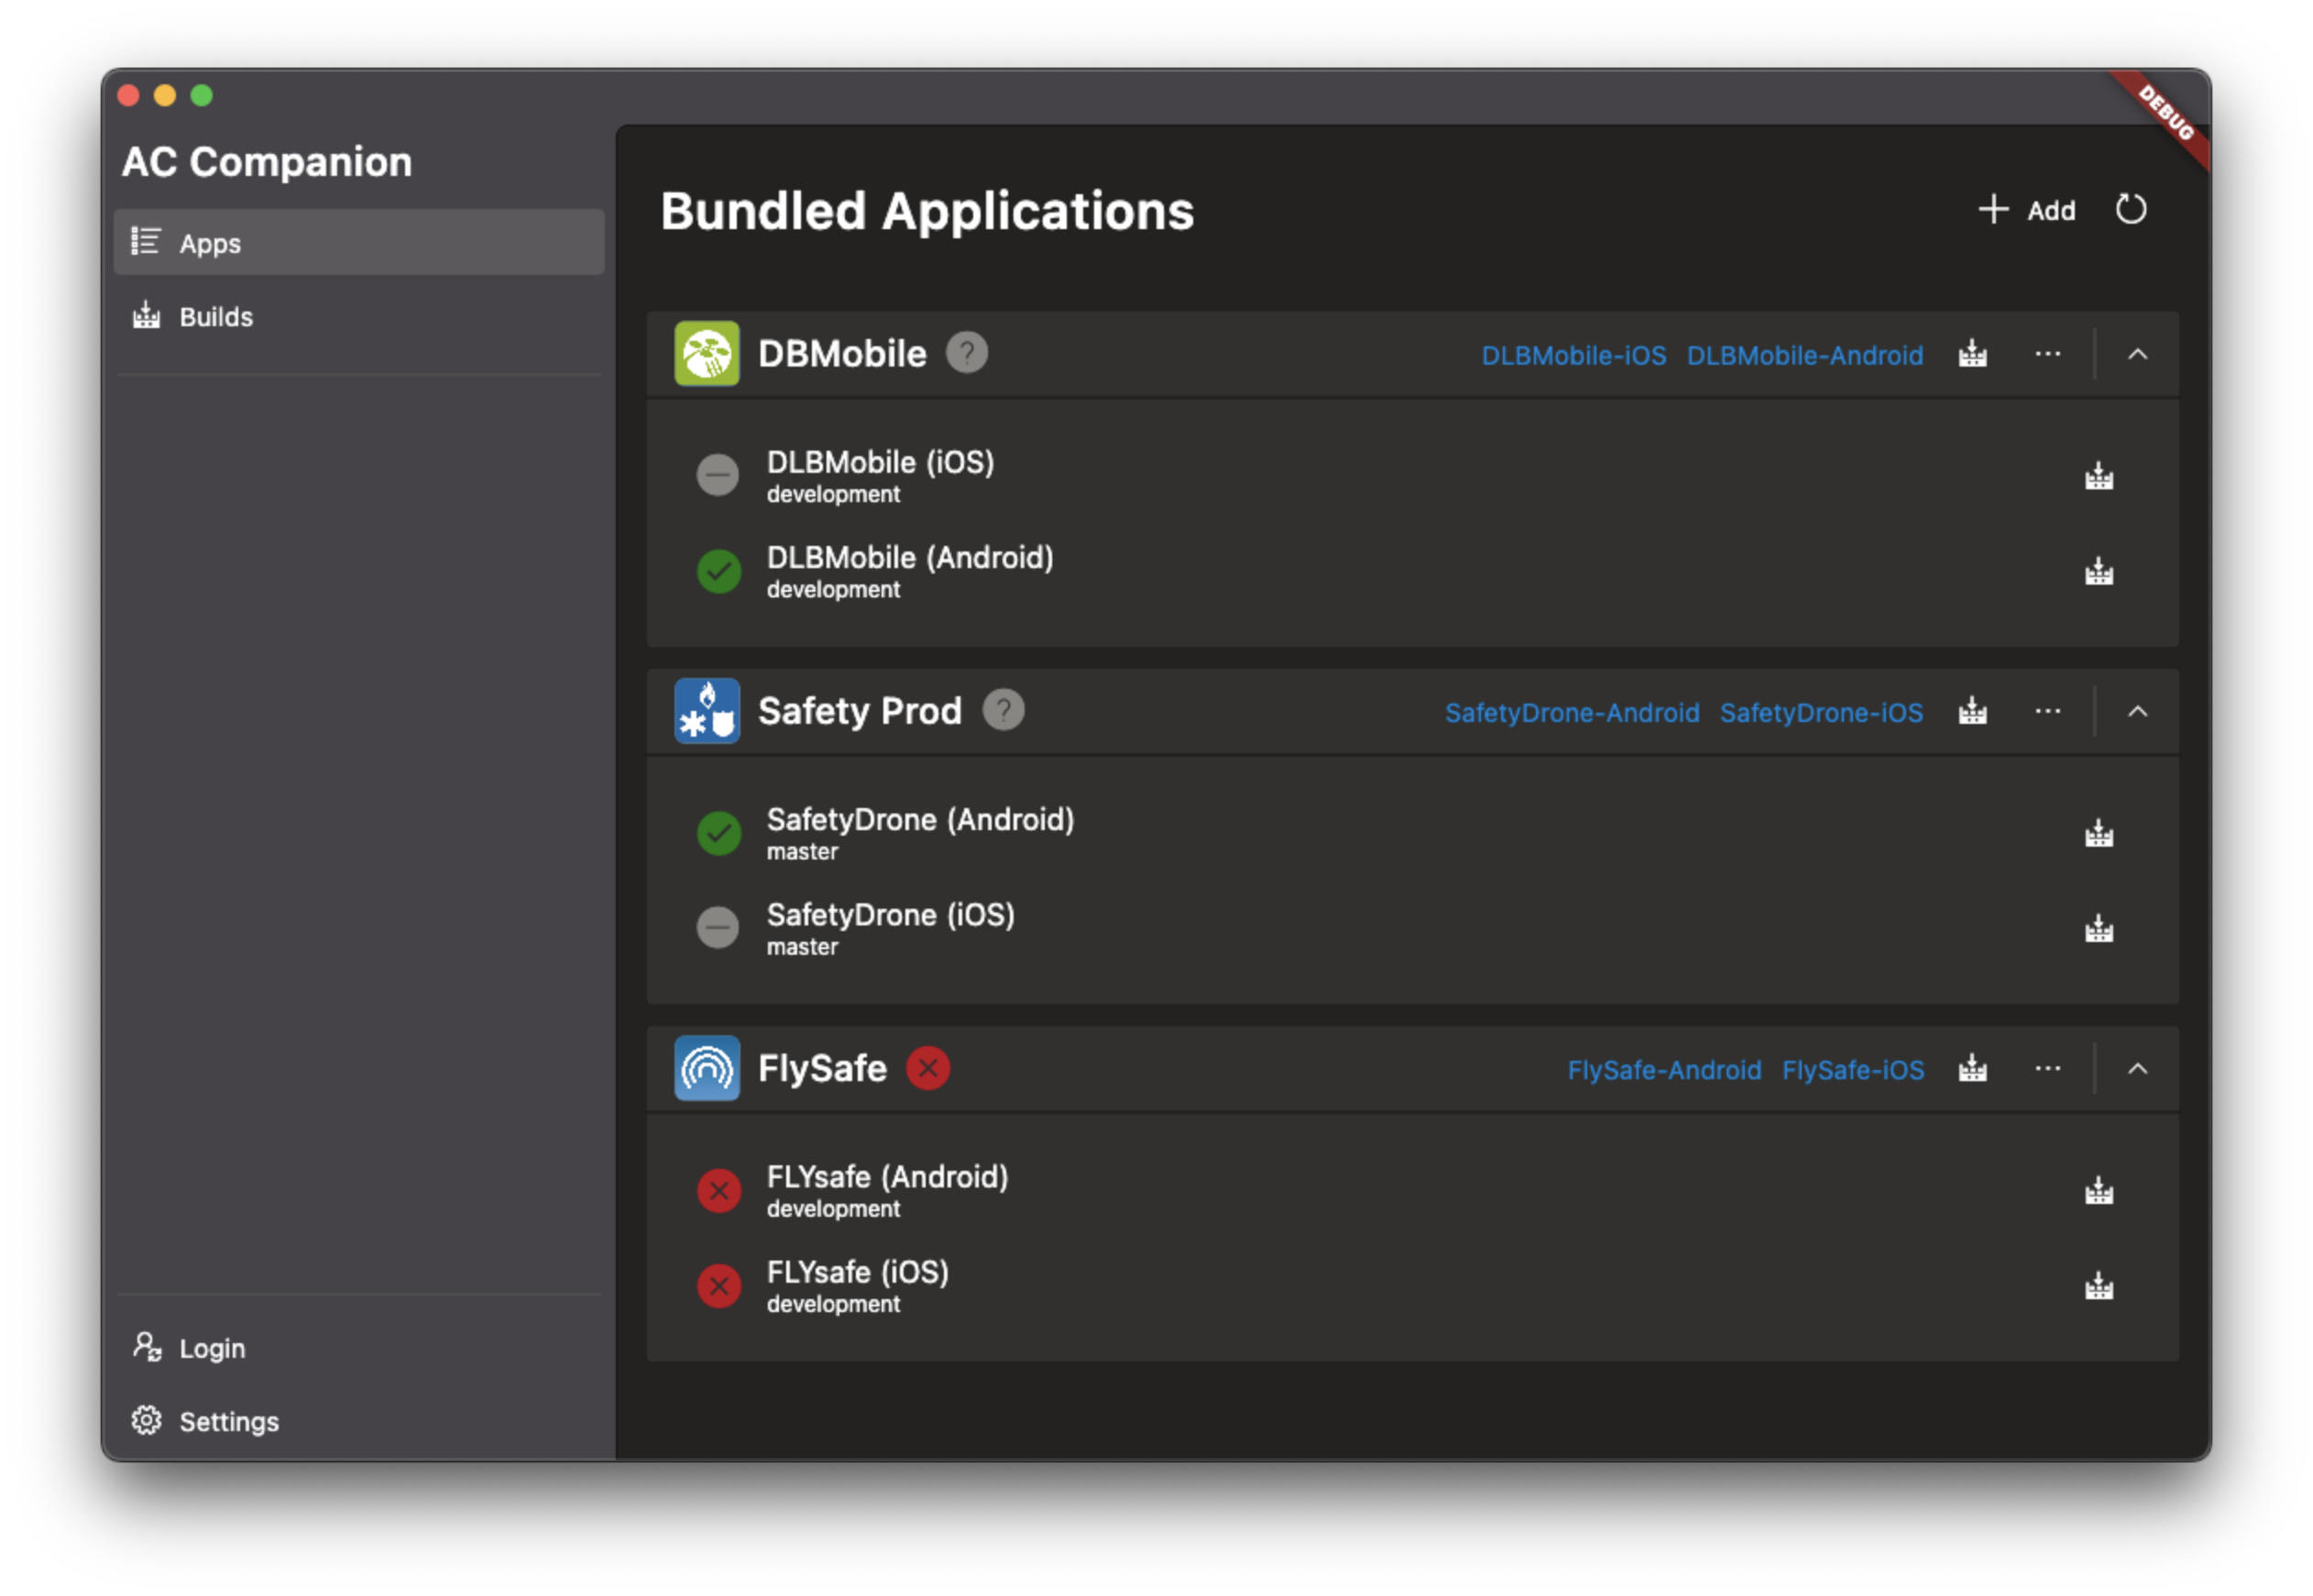 DEBUG
AC Companion
Apps
Builds
Login
Settings
Bundled Applications
Add
DBMobile
DLBMobile-iOS DLBMobile-Android
DLBMobile (iOS)
development
DLBMobile (Android)
development
Safety Prod
SafetyDrone-Android SafetyDrone-iOS
SafetyDrone (Android)
master
SafetyDrone (iOS)
master
FlySafe
FlySafe-Android FlySafe-iOS
FLYsafe (Android)
development
FLYsafe (iOS)
development